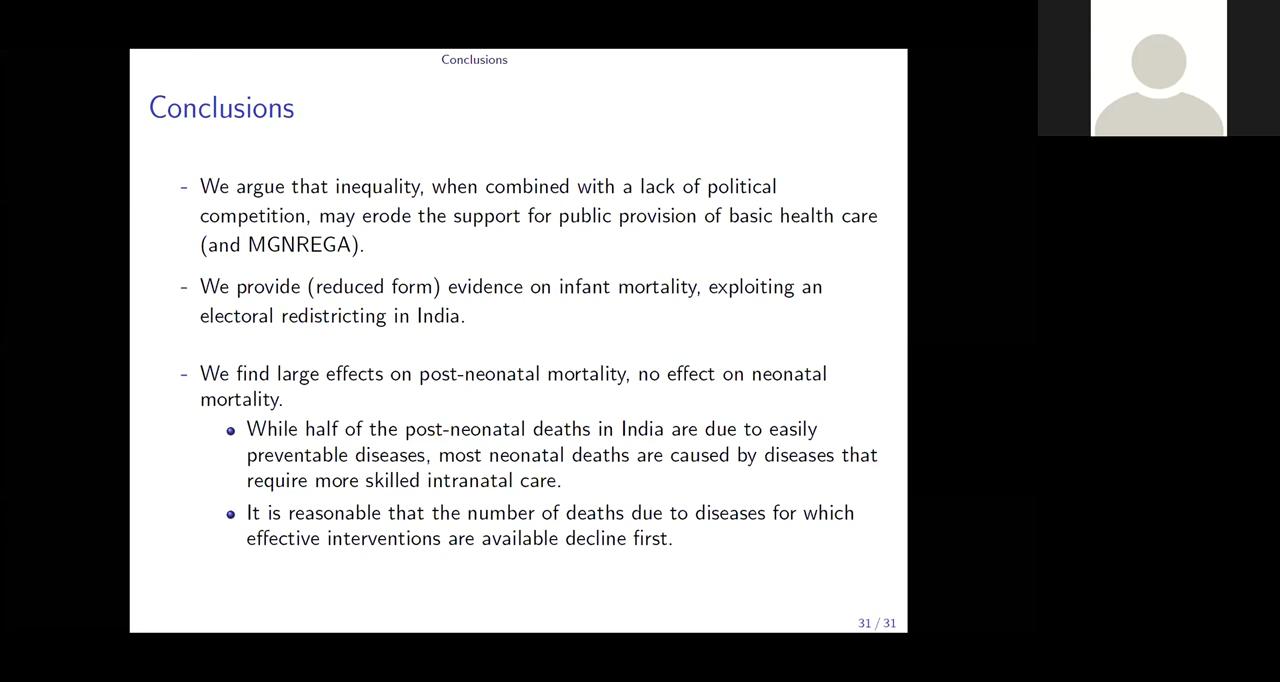 Conclusions
Conclusions
- We argue that inequality, when combined with a lack of political
competition, may erode the support for public provision of basic health care
(and MGNREGA).
- We provide (reduced form) evidence on infant mortality, exploiting an
electoral redistricting in India.
- We find large effects on post-neonatal mortality, no effect on neonatal
mortality.
While half of the post-neonatal deaths in India are due to easily
preventable diseases, most neonatal deaths are caused by diseases that
require more skilled intranatal care.
It is reasonable that the number of deaths due to diseases for which
effective interventions are available decline first.
31 / 31